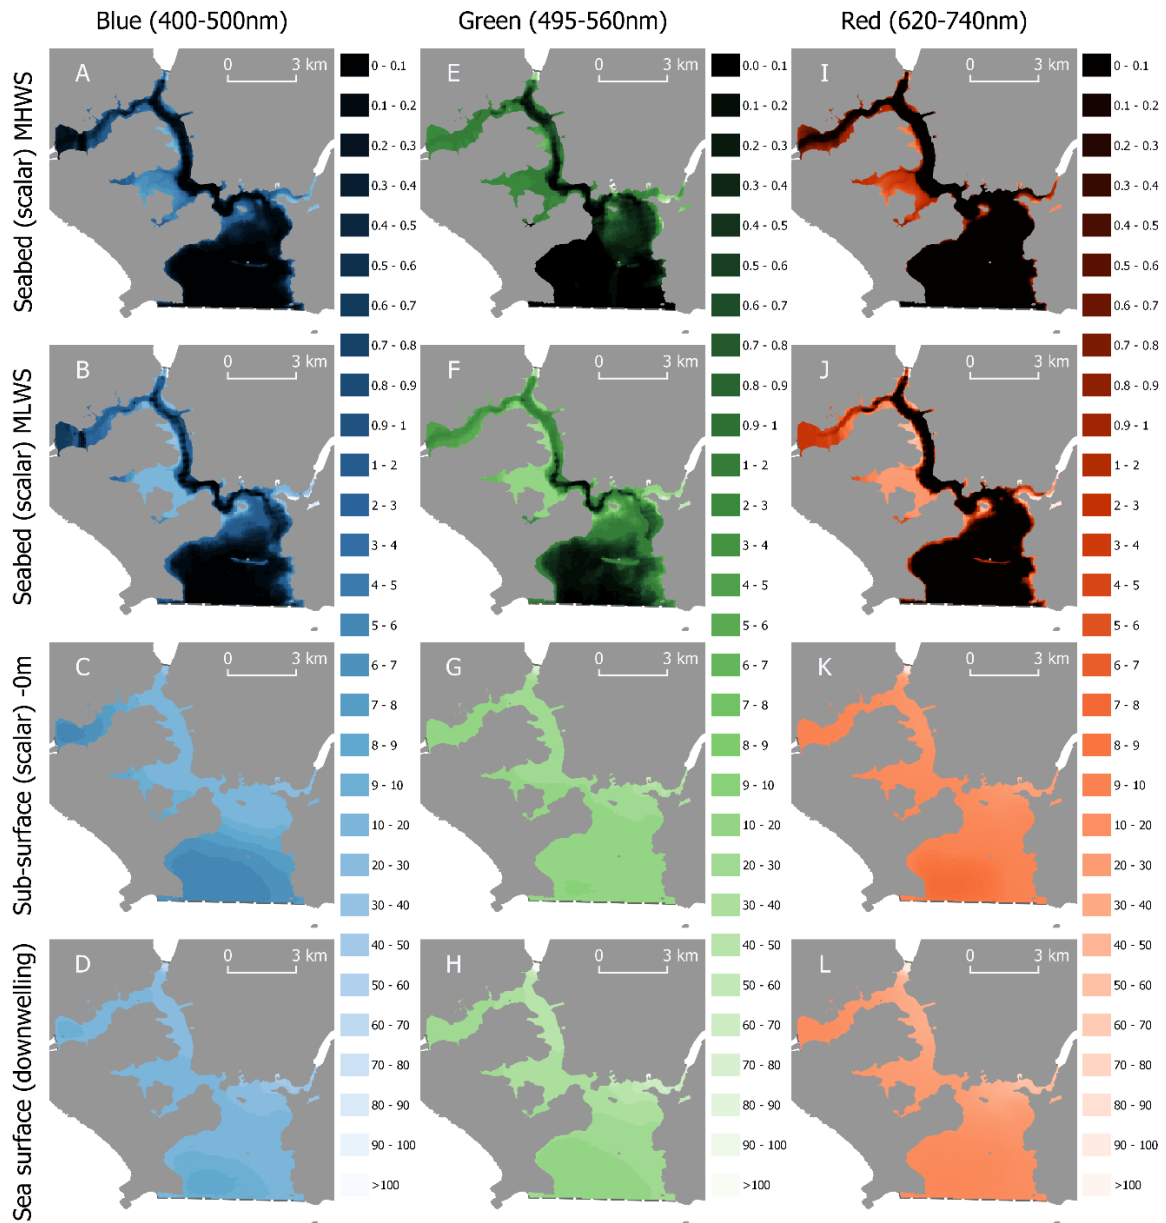 Blue (400-500nm)
Green (495-560nm)
Red (620-740nm)
Seabed (scalar) MHWS
Seabed (scalar) MLWS
Sub-surface (scalar) -0m
Sea surface (downwelling)
A
0 3 km
B
0 3 km
C
0 3 km
D
0 3 km
0 - 0.1
0.1 - 0.2
0.2 - 0.3
0.3 - 0.4
0.4 - 0.5
0.5 - 0.6
0.6 - 0.7
0.7 - 0.8
0.8 - 0.9
0.9 - 1
1 - 2
2 - 3
3 - 4
4 - 5
5 - 6
6 - 7
7 - 8
8 - 9
9 - 10
10 - 20
20 - 30
30 - 40
40 - 50
50 - 60
60 - 70
70 - 80
80 - 90
90 - 100
>100
E
0 3 km
F
0 3 km
G
0 3 km
H
0 3 km
0.0 - 0.1
0.1 - 0.2
0.2 - 0.3
0.3 - 0.4
0.4 - 0.5
0.5 - 0.6
0.6 - 0.7
0.7 - 0.8
0.8 - 0.9
0.9 - 1
1 - 2
2 - 3
3 - 4
4 - 5
5 - 6
6 - 7
7 - 8
8 - 9
9 - 10
10 - 20
20 - 30
30 - 40
40 - 50
50 - 60
60 - 70
70 - 80
80 - 90
90 - 100
>100
I
0 3 km
J
0 3 km
K
0 3 km
L
0 3 km
0 - 0.1
0.1 - 0.2
0.2 - 0.3
0.3 - 0.4
0.4 - 0.5
0.5 - 0.6
0.6 - 0.7
0.7 - 0.8
0.8 - 0.9
0.9 - 1
1 - 2
2 - 3
3 - 4
4 - 5
5 - 6
6 - 7
7 - 8
8 - 9
9 - 10
10 - 20
20 - 30
30 - 40
40 - 50
50 - 60
60 - 70
70 - 80
80 - 90
90 - 100
>100